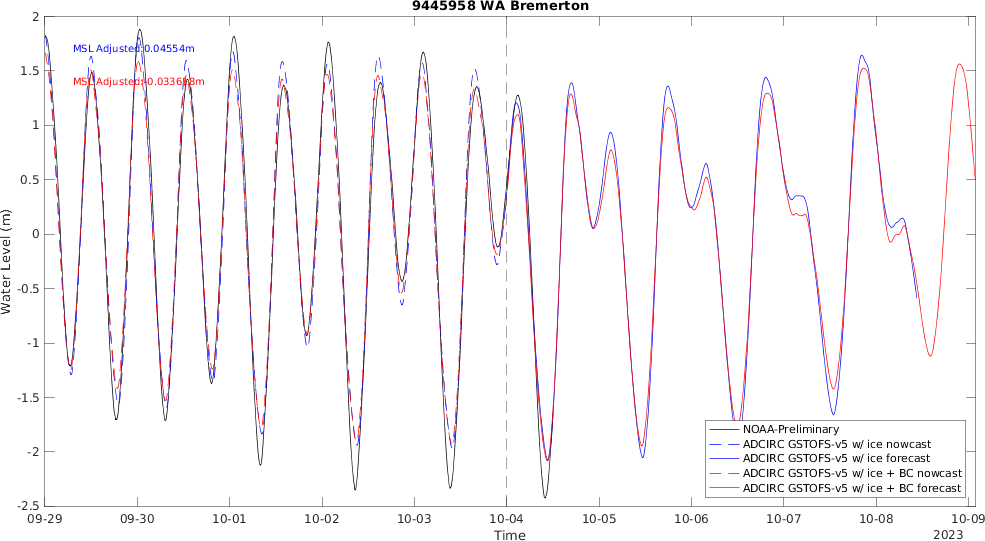 9445958 WA Bremerton
2
1.5
1
0.5
0
-0.5
-1
-1.5
-2
-2.5
Water Level (m)
MSL Adjusted:0.04554m
MSL Adjusted:
NOAA-Preliminary
ADCIRC GSTOFS-v5 w/ ice nowcast
ADCIRC GSTOFS-v5 w/ ice forecast
ADCIRC GSTOFS-v5 w/ ice + BC nowcast
ADCIRC GSTOFS-v5 w/ ice + BC forecast
09-29 09-30 10-01 10-02 10-03 10-04 10-05 10-06 10-07 10-08 10-09
Time
2023